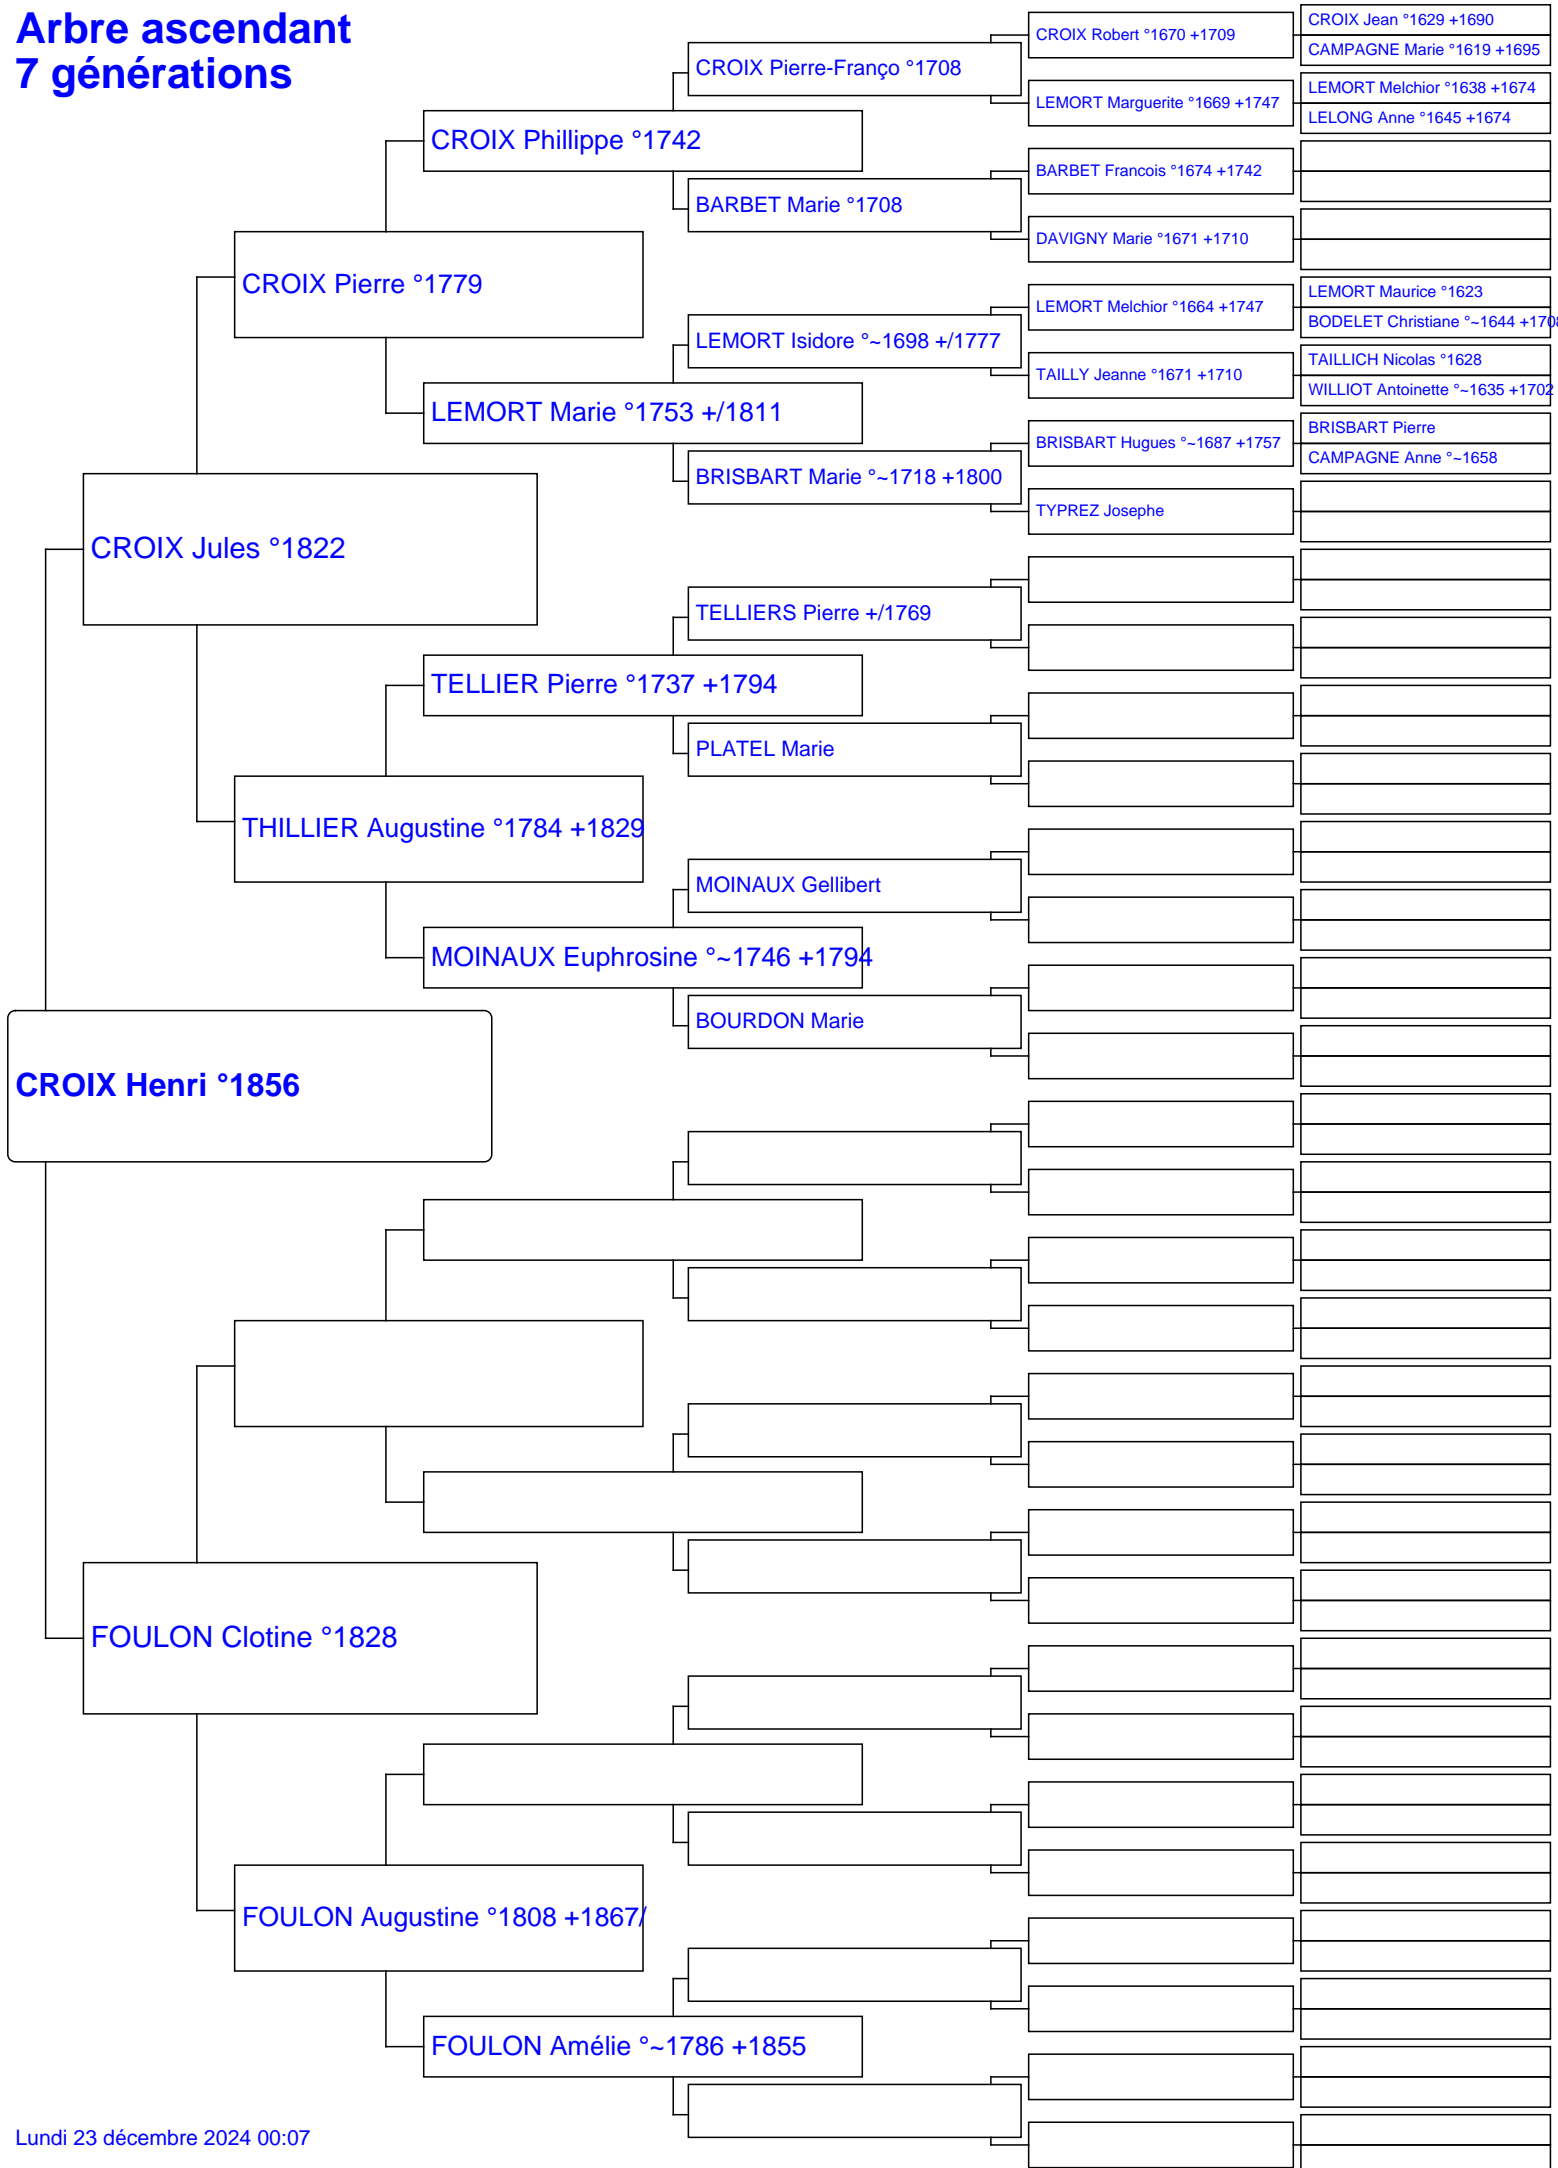 Arbre ascendant
7 générations
CROIX Henri °1856
CROIX Jules °1822
FOULON Clotine °1828
CROIX Pierre °1779
THILLIER Augustine °1784 +1829
FOULON Augustine °1808 +1867/
CROIX Phillippe °1742
LEMORT Marie °1753 +/1811
TELLIER Pierre °1737 +1794
MOINAUX Euphrosine °~1746 +1794
FOULON Amélie °~1786 +1855
CROIX Pierre-Franço °1708
BARBET Marie °1708
LEMORT Isidore °~1698 +/1777
BRISBART Marie °~1718 +1800
TELLIERS Pierre +/1769
PLATEL Marie
MOINAUX Gellibert
BOURDON Marie
CROIX Robert °1670 +1709
LEMORT Marguerite °1669 +1747
BARBET Francois °1674 +1742
DAVIGNY Marie °1671 +1710
LEMORT Melchior °1664 +1747
TAILLY Jeanne °1671 +1710
BRISBART Hugues °~1687 +1757
TYPREZ Josephe
CROIX Jean °1629 +1690
CAMPAGNE Marie °1619 +1695
LEMORT Melchior °1638 +1674
LELONG Anne °1645 +1674
LEMORT Maurice °1623
BODELET Christiane °~1644 +1708
TAILLICH Nicolas °1628
WILLIOT Antoinette °~1635 +1702
BRISBART Pierre
CAMPAGNE Anne °~1658
Lundi 23 décembre 2024 00:07